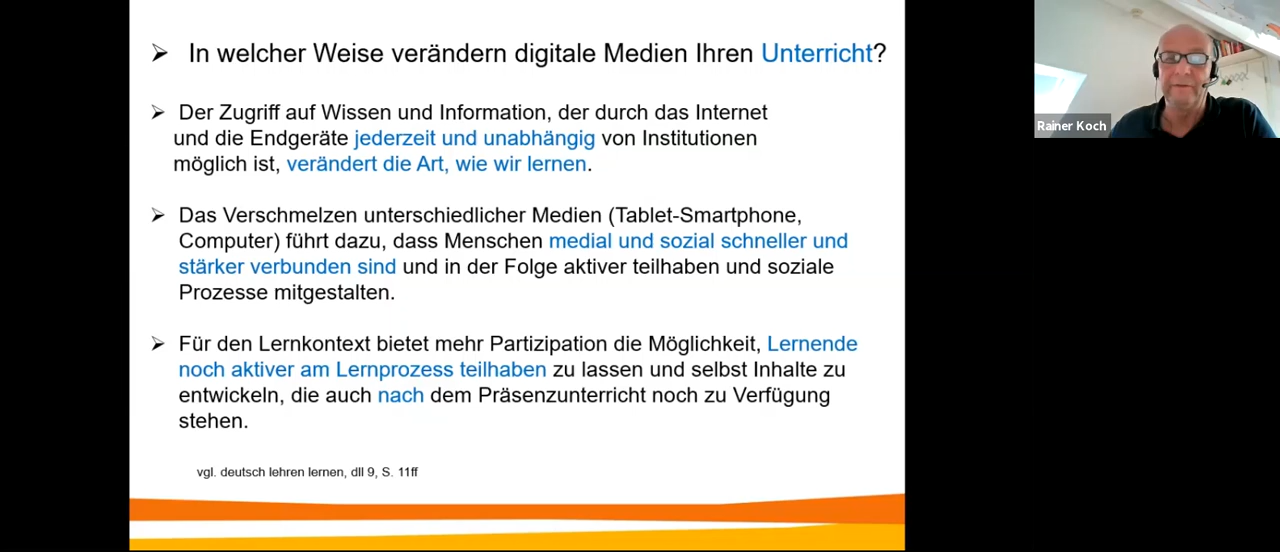 ➢ In welcher Weise verändern digitale Medien Ihren Unterricht?
➢ Der Zugriff auf Wissen und Information, der durch das Internet
und die Endgeräte jederzeit und unabhängig von Institutionen
möglich ist, verändert die Art, wie wir lernen.
➢ Das Verschmelzen unterschiedlicher Medien (Tablet-Smartphone,
Computer) führt dazu, dass Menschen medial und sozial schneller und
stärker verbunden sind und in der Folge aktiver teilhaben und soziale
Prozesse mitgestalten.
➢ Für den Lernkontext bietet mehr Partizipation die Möglichkeit, Lernende
noch aktiver am Lernprozess teilhaben zu lassen und selbst Inhalte zu
entwickeln, die auch nach dem Präsenzunterricht noch zu Verfügung
stehen.
vgl. deutsch lehren lernen, dll 9, S. 11ff
Rainer Koch